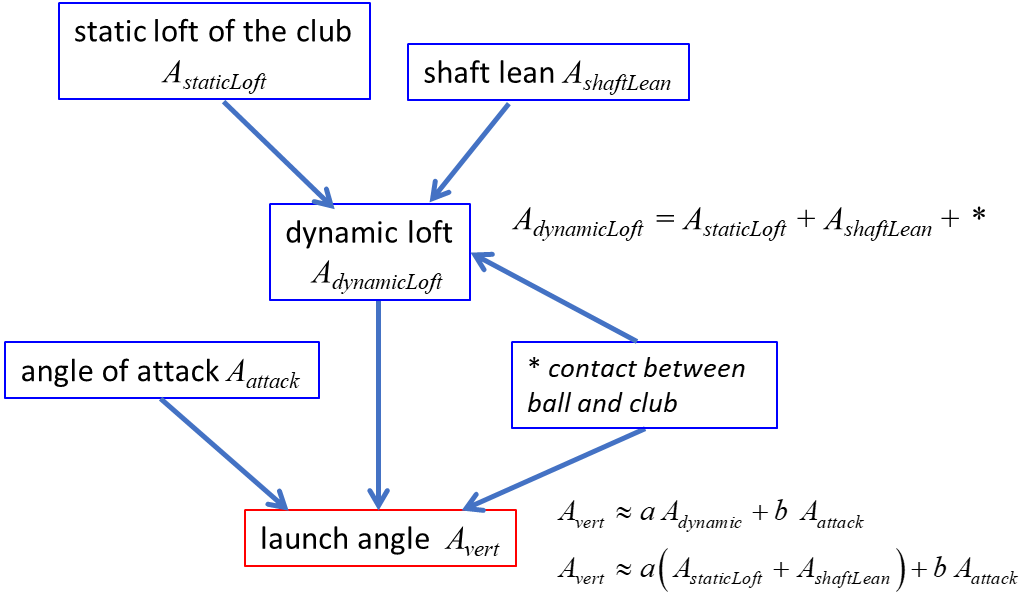 static loft of the club
A_staticLoft
shaft lean A_shaftLean
dynamic loft
A_dynamicLoft
A_dynamicLoft = A_staticLoft + A_shaftLean + *
angle of attack A_attack
* contact between
ball and club
launch angle A_vert
A_vert ≈ a A_dynamic + b A_attack
A_vert ≈ a(A_staticLoft + A_shaftLean) + b A_attack